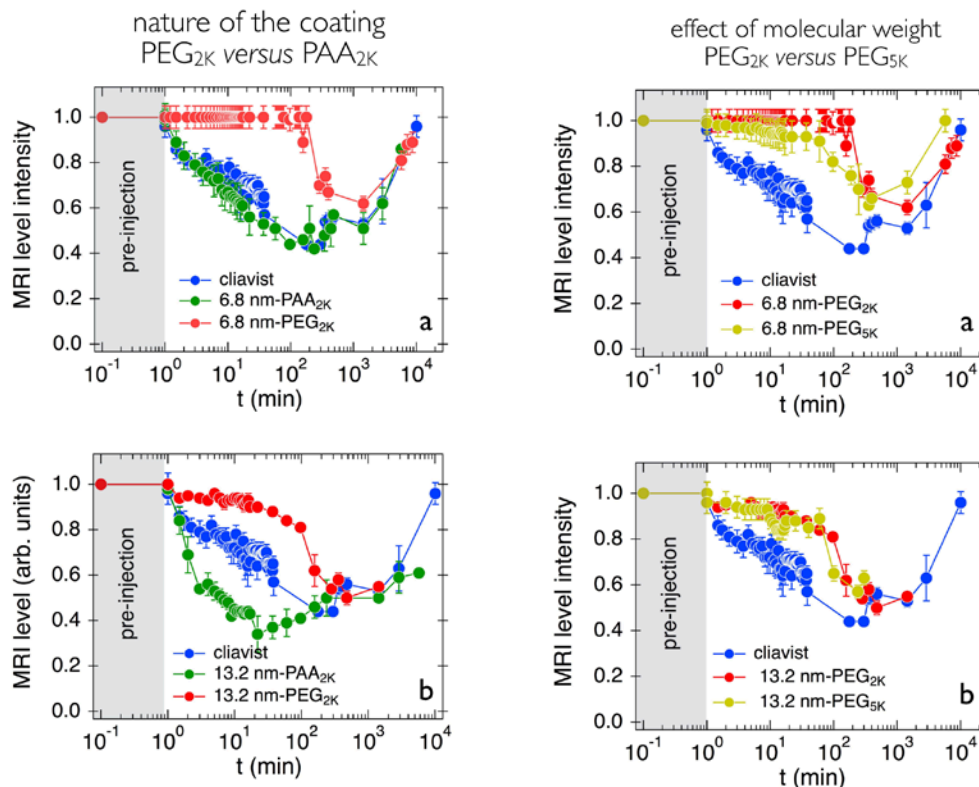 nature of the coating
PEG2K versus PAA2K
effect of molecular weight
PEG2K versus PEG5K
MRI level intensity
1.0
0.8
0.6
0.4
0.2
0.0
pre-injection
cliavist
6.8 nm-PAA2K
6.8 nm-PEG2K
a
10-1 100 101 102 103 104
t (min)
MRI level intensity
1.0
0.8
0.6
0.4
0.2
0.0
pre-injection
cliavist
6.8 nm-PEG2K
6.8 nm-PEG5K
a
10-1 100 101 102 103 104
t (min)
MRI level (arb. units)
1.0
0.8
0.6
0.4
0.2
0.0
pre-injection
cliavist
13.2 nm-PAA2K
13.2 nm-PEG2K
b
10-1 100 101 102 103 104
t (min)
MRI level intensity
1.0
0.8
0.6
0.4
0.2
0.0
pre-injection
cliavist
13.2 nm-PEG2K
13.2 nm-PEG5K
b
10-1 100 101 102 103 104
t (min)